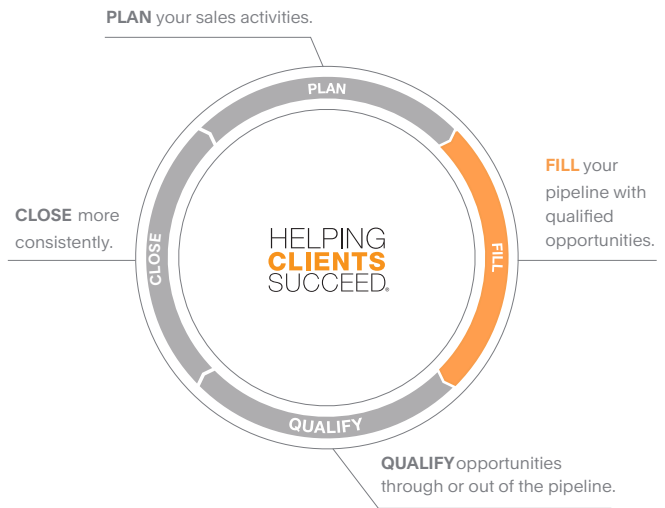 PLAN your sales activities.
PLAN
FILL your
pipeline with
qualified
opportunities.
FILL
CLOSE more
consistently.
CLOSE
HELPING
CLIENTS
SUCCEED®
QUALIFY
QUALIFY opportunities
through or out of the pipeline.